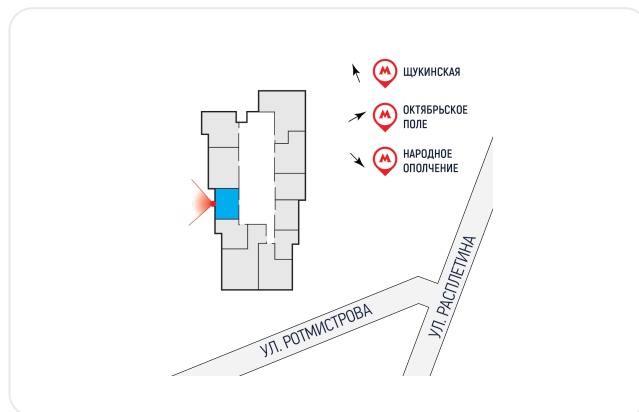 М ЩУКИНСКАЯ
М ОКТЯБРЬСКОЕ
ПОЛЕ
М НАРОДНОЕ
ОПОЛЧЕНИЕ
УЛ. РОТМИСТРОВА
УЛ. РАСПЛЕТИНА